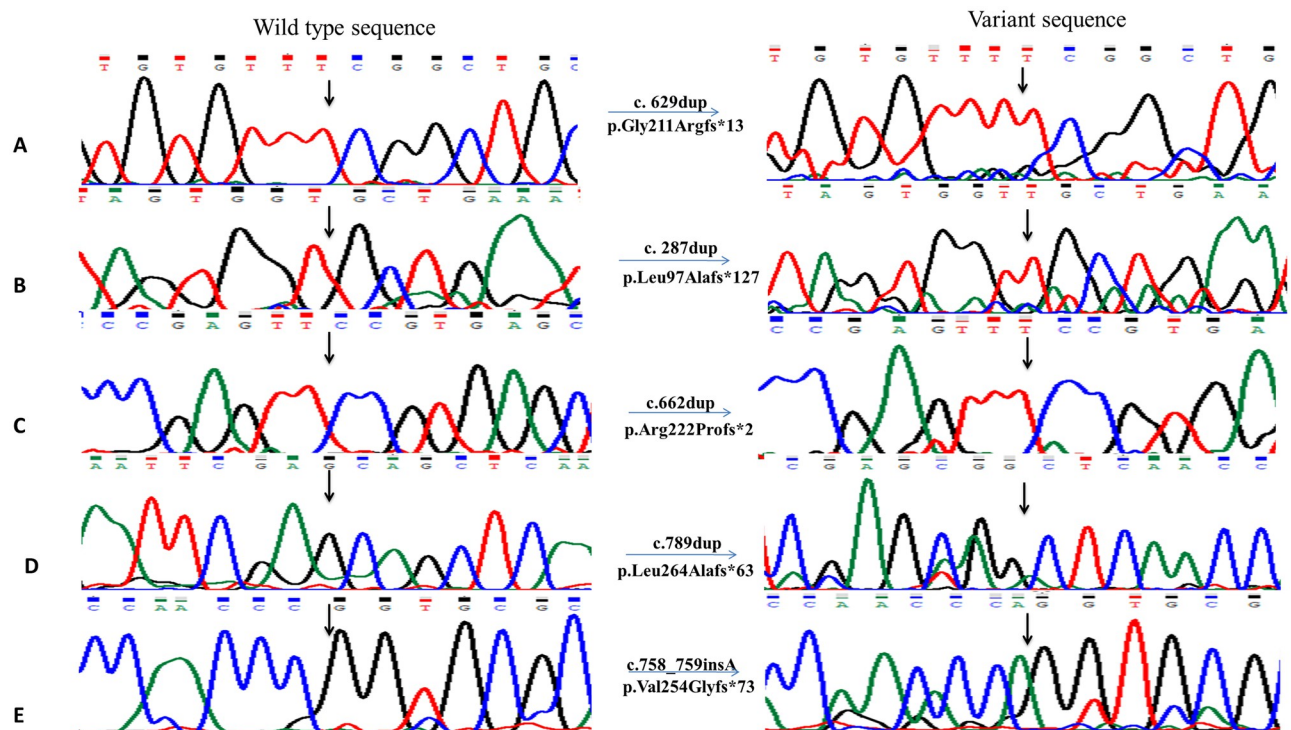 Wild type sequence
Variant sequence
T G T G T T T C G G C T G C
T G T G T T T T C G G C T G
A
c. 629dup
p.Gly211Argfs*13
T A G T G G T G C T G A A A T
T A G T G G T T G C T G A A
B
c. 287dup
p.Leu97Alafs*127
C C C G A G T T C C G T G A G C
C C G A G T T T C C G T G A
C
c.662dup
p.Arg222Profs*2
A A T T C G A G C A G C T C A A
C G A G C G G C T C A A C C
D
c.789dup
p.Leu264Alafs*63
C C A A C C C G G T G C G C
C C A A C C C A G G T G C G
E
c.758_759insA
p.Val254Glyfs*73